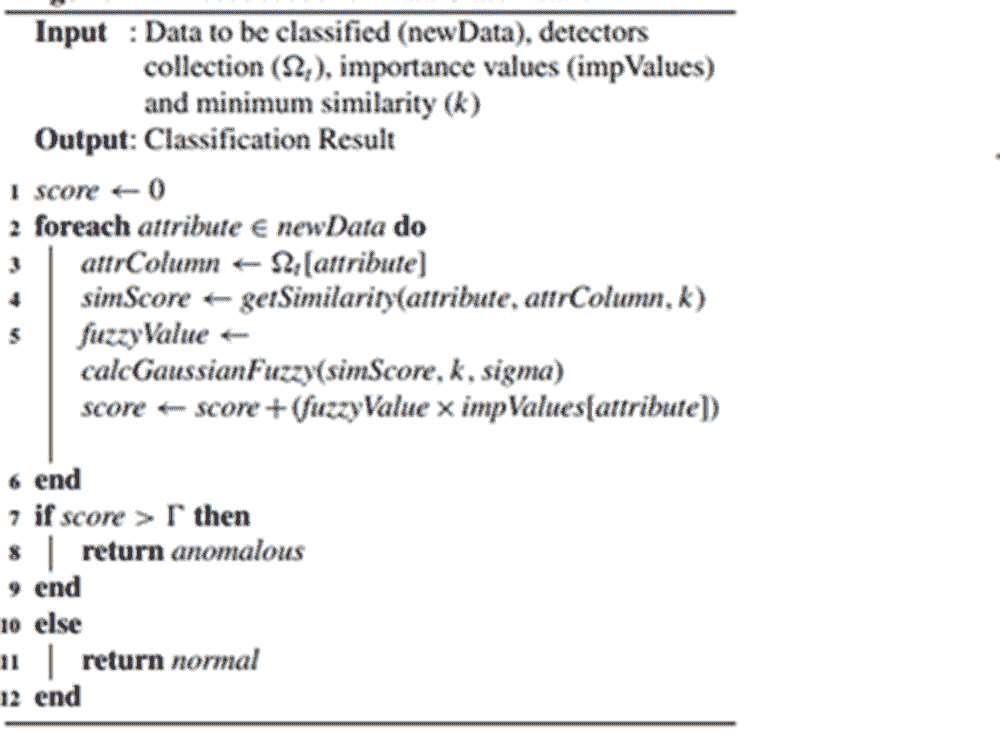 Input : Data to be classified (newData), detectors
collection (Ωt), importance values (impValues)
and minimum similarity (k)
Output: Classification Result
1 score ← 0
2 foreach attribute ∈ newData do
3 attrColumn ← Ωt[attribute]
4 simScore ← getSimilarity(attribute, attrColumn, k)
5 fuzzyValue ←
calcGaussianFuzzy(simScore, k, sigma)
score ← score + (fuzzyValue × impValues[attribute])
6 end
7 if score > Γ then
8 return anomalous
9 end
10 else
11 return normal
12 end